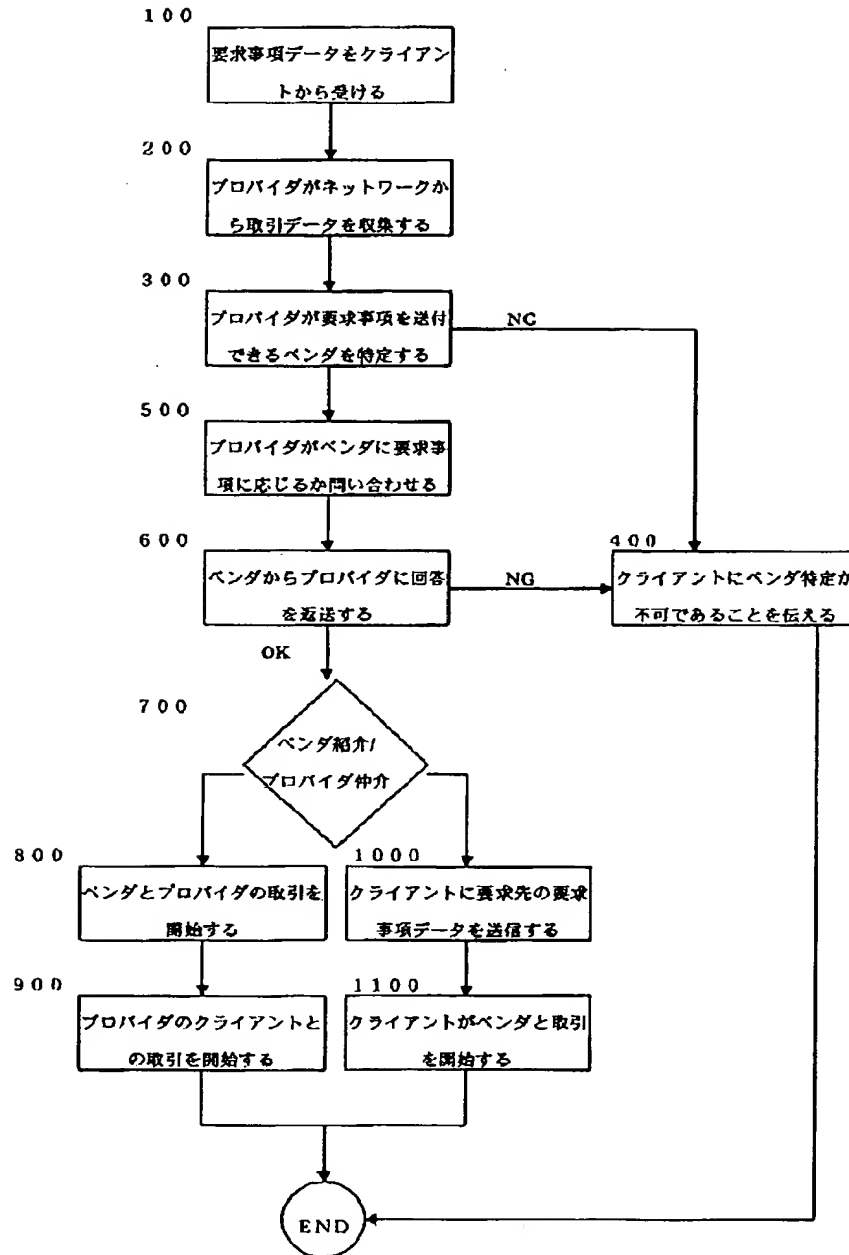 100
要求事項データをクライアン
トから受ける
200
プロバイダがネットワークか
ら取引データを収集する
300
プロバイダが要求事項を送付
できるベンダを特定する
NG
500
プロバイダがベンダに要求事
項に応じるか問い合わせる
600
ベンダからプロバイダに回答
を返送する
NG
400
クライアントにベンダ特定が
不可であることを伝える
OK
700
ベンダ紹介/
プロバイダ仲介
800
ベンダとプロバイダの取引を
開始する
1000
クライアントに要求先の要求
事項データを送信する
900
プロバイダのクライアントと
の取引を開始する
1100
クライアントがベンダと取引
を開始する
END